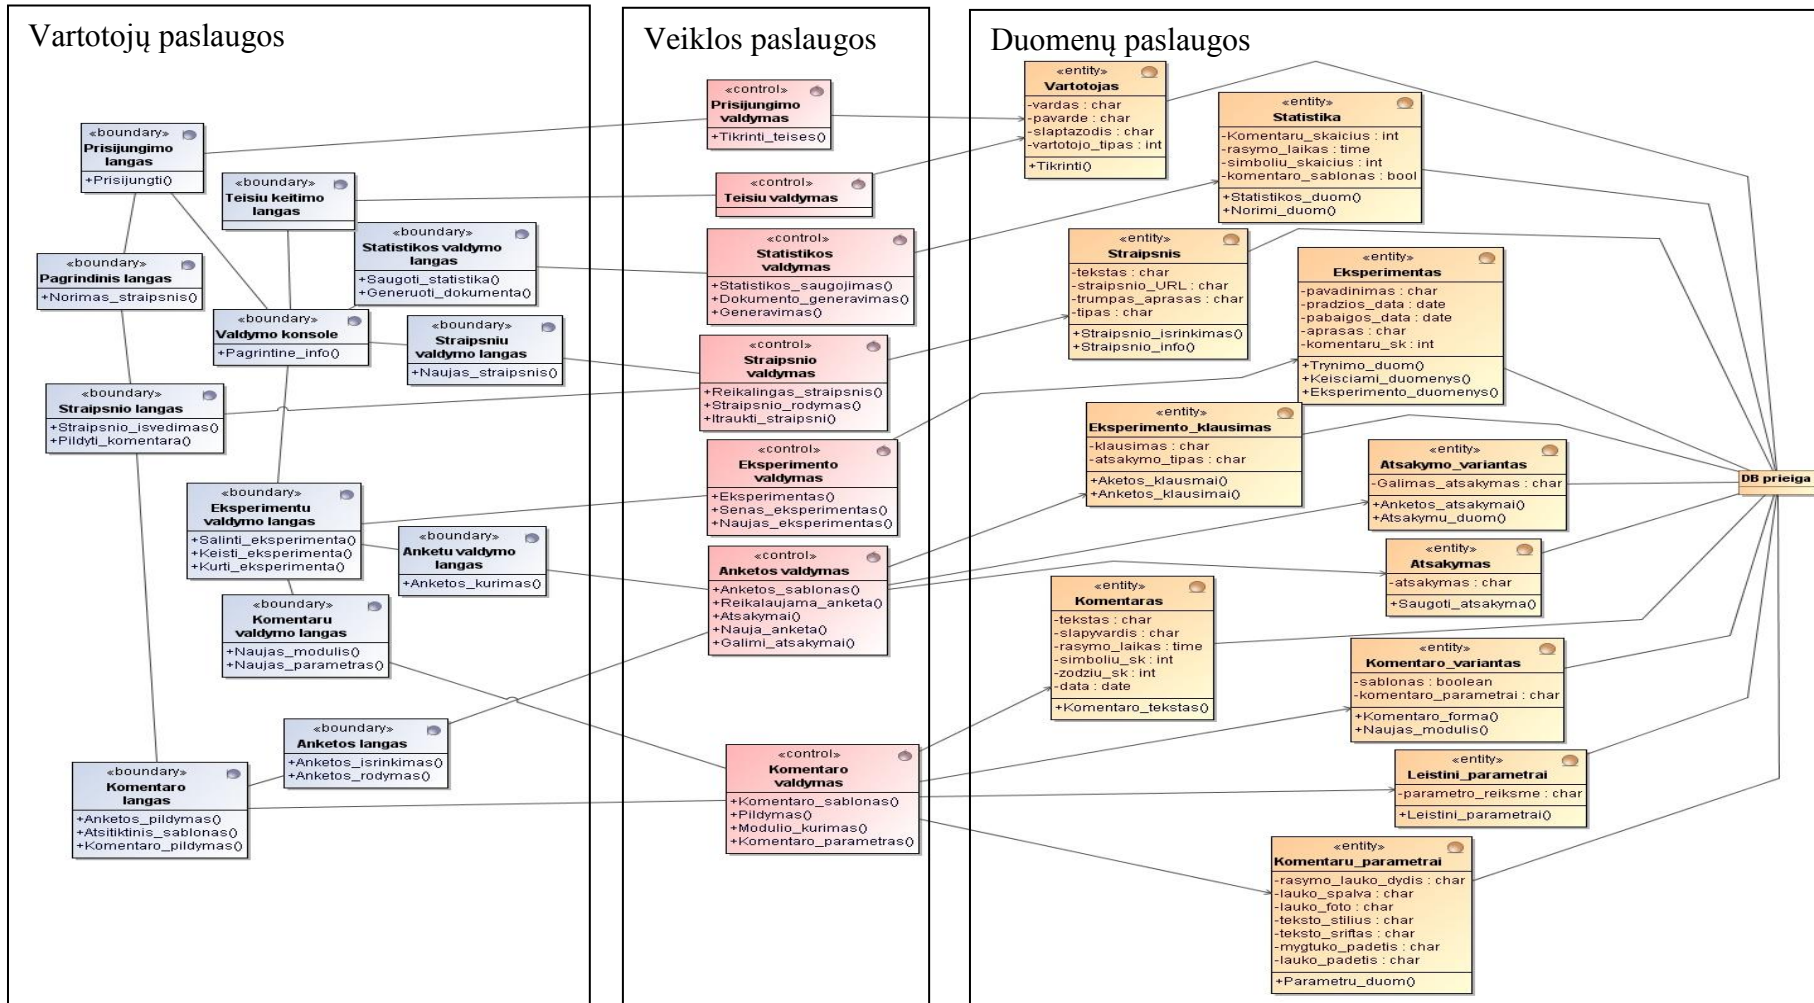 Vartotojų paslaugos
«boundary»
Prisijungimo
langas
+Prisijungti()
«boundary»
Teisiu keitimo
langas
«boundary»
Statistikos valdymo
langas
+Saugoti_statistika()
+Generuoti_dokumenta()
«boundary»
Pagrindinis langas
+Norimas_straipsnis()
«boundary»
Valdymo konsole
+Pagrintine_info()
«boundary»
Straipsniu
valdymo langas
+Naujas_straipsnis()
«boundary»
Straipsnio langas
+Straipsnio_isvedimas()
+Pildyti_komentara()
«boundary»
Eksperimentu
valdymo langas
+Salinti_eksperimenta()
+Keisti_eksperimenta()
+Kurti_eksperimenta()
«boundary»
Anketu valdymo
langas
+Anketos_kurimas()
«boundary»
Komentaru
valdymo langas
+Naujas_modulis()
+Naujas_parametras()
«boundary»
Anketos langas
+Anketos_isrinkimas()
+Anketos_rodymas()
«boundary»
Komentaro
langas
+Anketos_pildymas()
+Atsitiktinis_sablonas()
+Komentaro_pildymas()
Veiklos paslaugos
«control»
Prisijungimo
valdymas
+Tikrinti_teises()
«control»
Teisiu valdymas
«control»
Statistikos
valdymas
+Statistikos_saugojimas()
+Dokumento_generavimas()
+Generavimas()
«control»
Straipsnio
valdymas
+Reikalingas_straipsnis()
+Straipsnio_rodymas()
+Itraukti_straipsni()
«control»
Eksperimento
valdymas
+Eksperimentas()
+Senas_eksperimentas()
+Naujas_eksperimentas()
«control»
Anketos valdymas
+Anketos_sablonas()
+Reikalaujama_anketa()
+Atsakymai()
+Nauja_anketa()
+Galimi_atsakymai()
«control»
Komentaro
valdymas
+Komentaro_sablonas()
+Pildymas()
+Modulio_kurimas()
+Komentaro_parametras()
Duomenų paslaugos
«entity»
Vartotojas
-vardas : char
-pavarde : char
-slaptazodis : char
-vartotojo_tipas : int
+Tikrinti()
«entity»
Statistika
-Komentaru_skaicius : int
-rasymo_laikas : time
-simboliu_skaicius : int
-komentaro_sablonas : bool
+Statistikos_duom()
+Norimi_duom()
«entity»
Straipsnis
-tekstas : char
-straipsnio_URL : char
-trumpas_aprasas : char
-tipas : char
+Straipsnio_isrinkimas()
+Straipsnio_info()
«entity»
Eksperimentas
-pavadinimas : char
-pradzios_data : date
-pabaigos_data : date
-aprasas : char
-komentaru_sk : int
+Trynimo_duom()
+Keisciami_duomenys()
+Eksperimento_duomenys()
«entity»
Eksperimento_klausimas
-klausimas : char
-atsakymo_tipas : char
+Aketos_klausmai()
+Anketos_klausimai()
«entity»
Atsakymo_variantas
-Galimas_atsakymas : char
+Anketos_atsakymai()
+Atsakymu_duom()
DB prieiga
«entity»
Atsakymas
-atsakymas : char
+Saugoti_atsakyma()
«entity»
Komentaras
-tekstas : char
-slapyvardis : char
-rasymo_laikas : time
-simboliu_sk : int
-zodziu_sk : int
-data : date
+Komentaro_tekstas()
«entity»
Komentaro_variantas
-sablonas : boolean
-komentaro_parametrai : char
+Komentaro_forma()
+Naujas_modulis()
«entity»
Leistini_parametrai
-parametro_reiksme : char
+Leistini_parametrai()
«entity»
Komentaru_parametrai
-rasymo_lauko_dydis : char
-lauko_spalva : char
-lauko_foto : char
-teksto_stilius : char
-teksto_sriftas : char
-mygtuko_padetis : char
-lauko_padetis : char
+Parametru_duom()